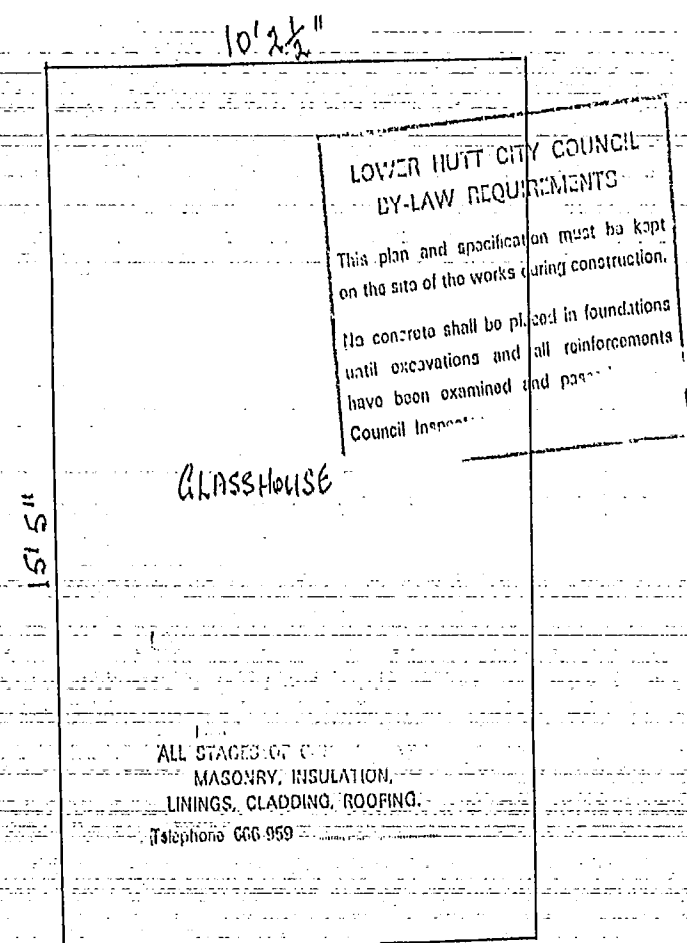 10' 2½"
LOWER HUTT CITY COUNCIL
BY-LAW REQUIREMENTS
This plan and specification must be kept
on the site of the works during construction.
No concrete shall be placed in foundations
until excavations and all reinforcements
have been examined and
Council
GLASSHOUSE
15' 5"
ALL STAGES OF
MASONRY, INSULATION,
LININGS, CLADDING, ROOFING.
Telephone 666-959